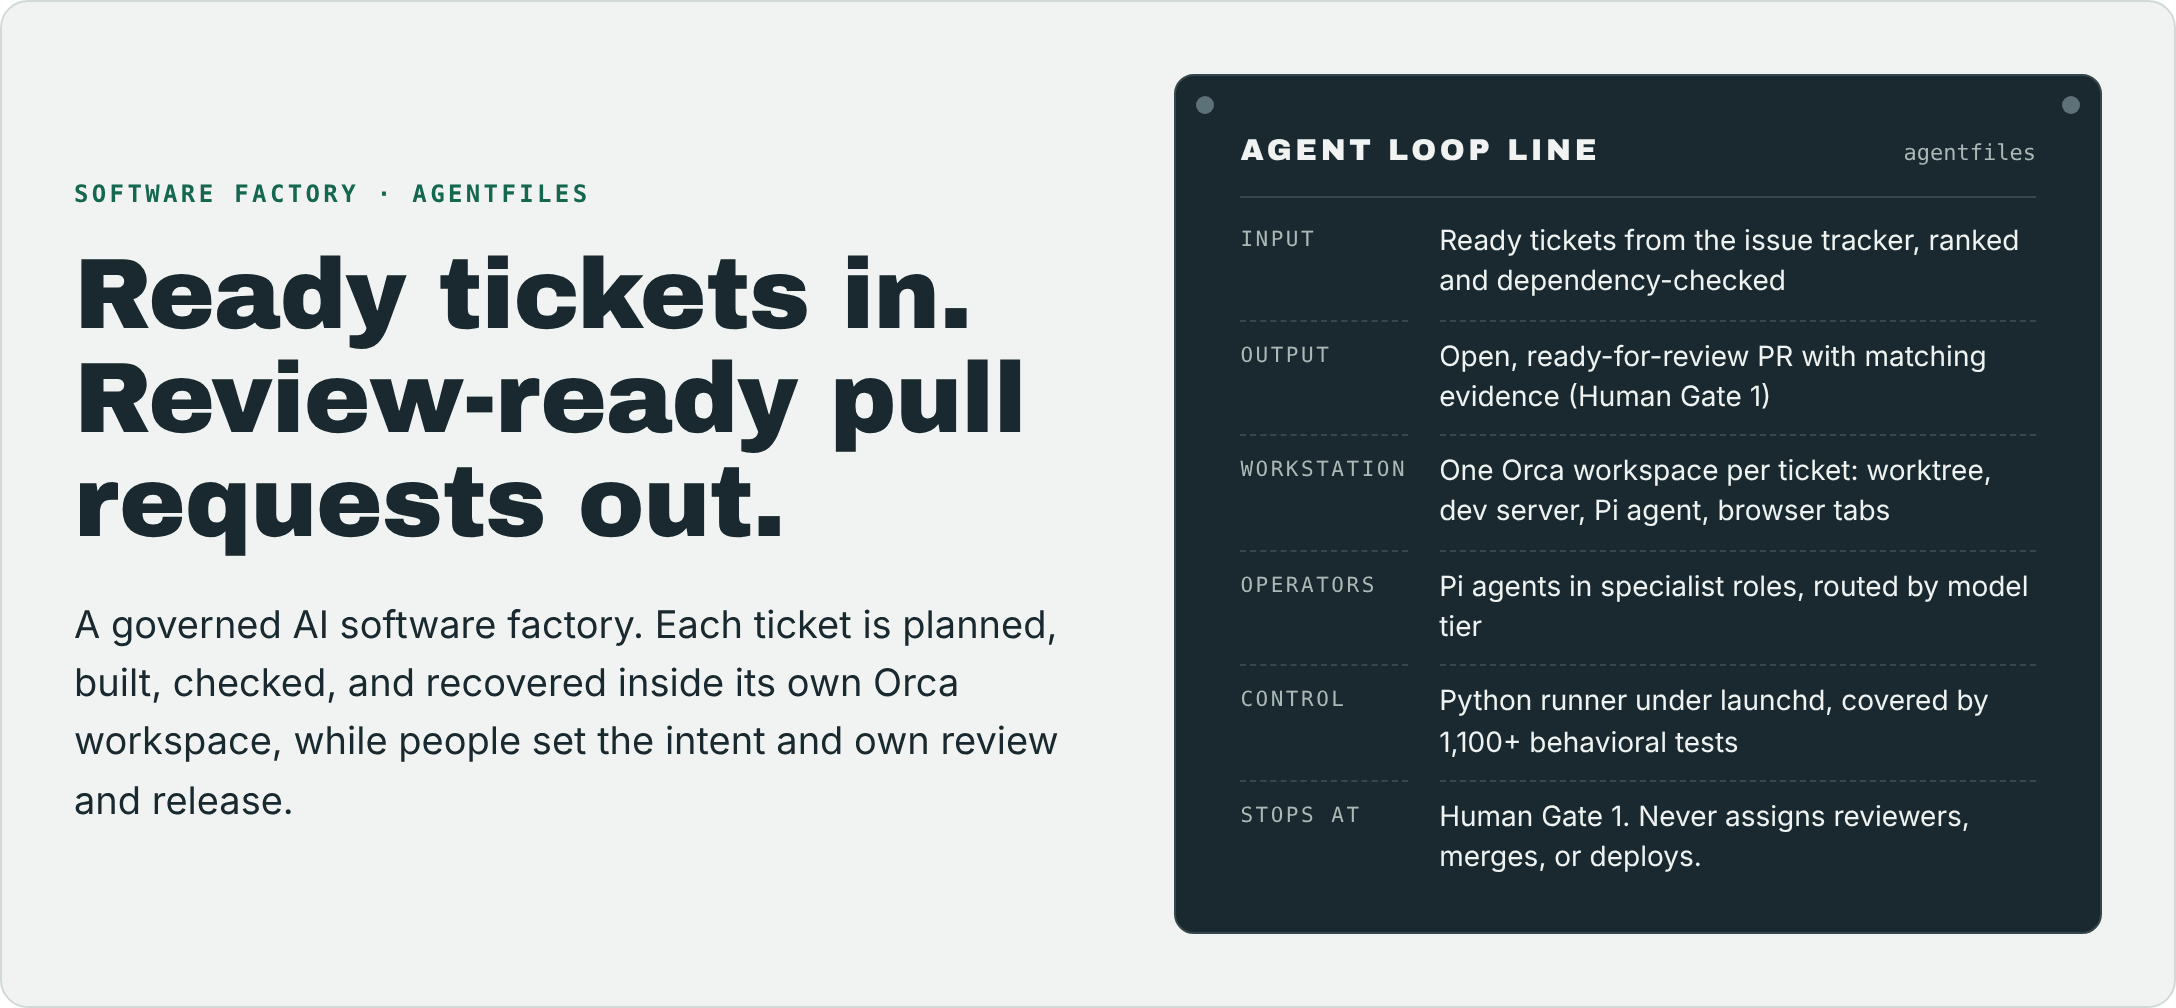 SOFTWARE FACTORY · AGENTFILES
Ready tickets in.
Review-ready pull
requests out.
A governed AI software factory. Each ticket is planned,
built, checked, and recovered inside its own Orca
workspace, while people set the intent and own review
and release.
AGENT LOOP LINE
agentfiles
INPUT
Ready tickets from the issue tracker, ranked
and dependency-checked
OUTPUT
Open, ready-for-review PR with matching
evidence (Human Gate 1)
WORKSTATION
One Orca workspace per ticket: worktree,
dev server, Pi agent, browser tabs
OPERATORS
Pi agents in specialist roles, routed by model
tier
CONTROL
Python runner under launchd, covered by
1,100+ behavioral tests
STOPS AT
Human Gate 1. Never assigns reviewers,
merges, or deploys.